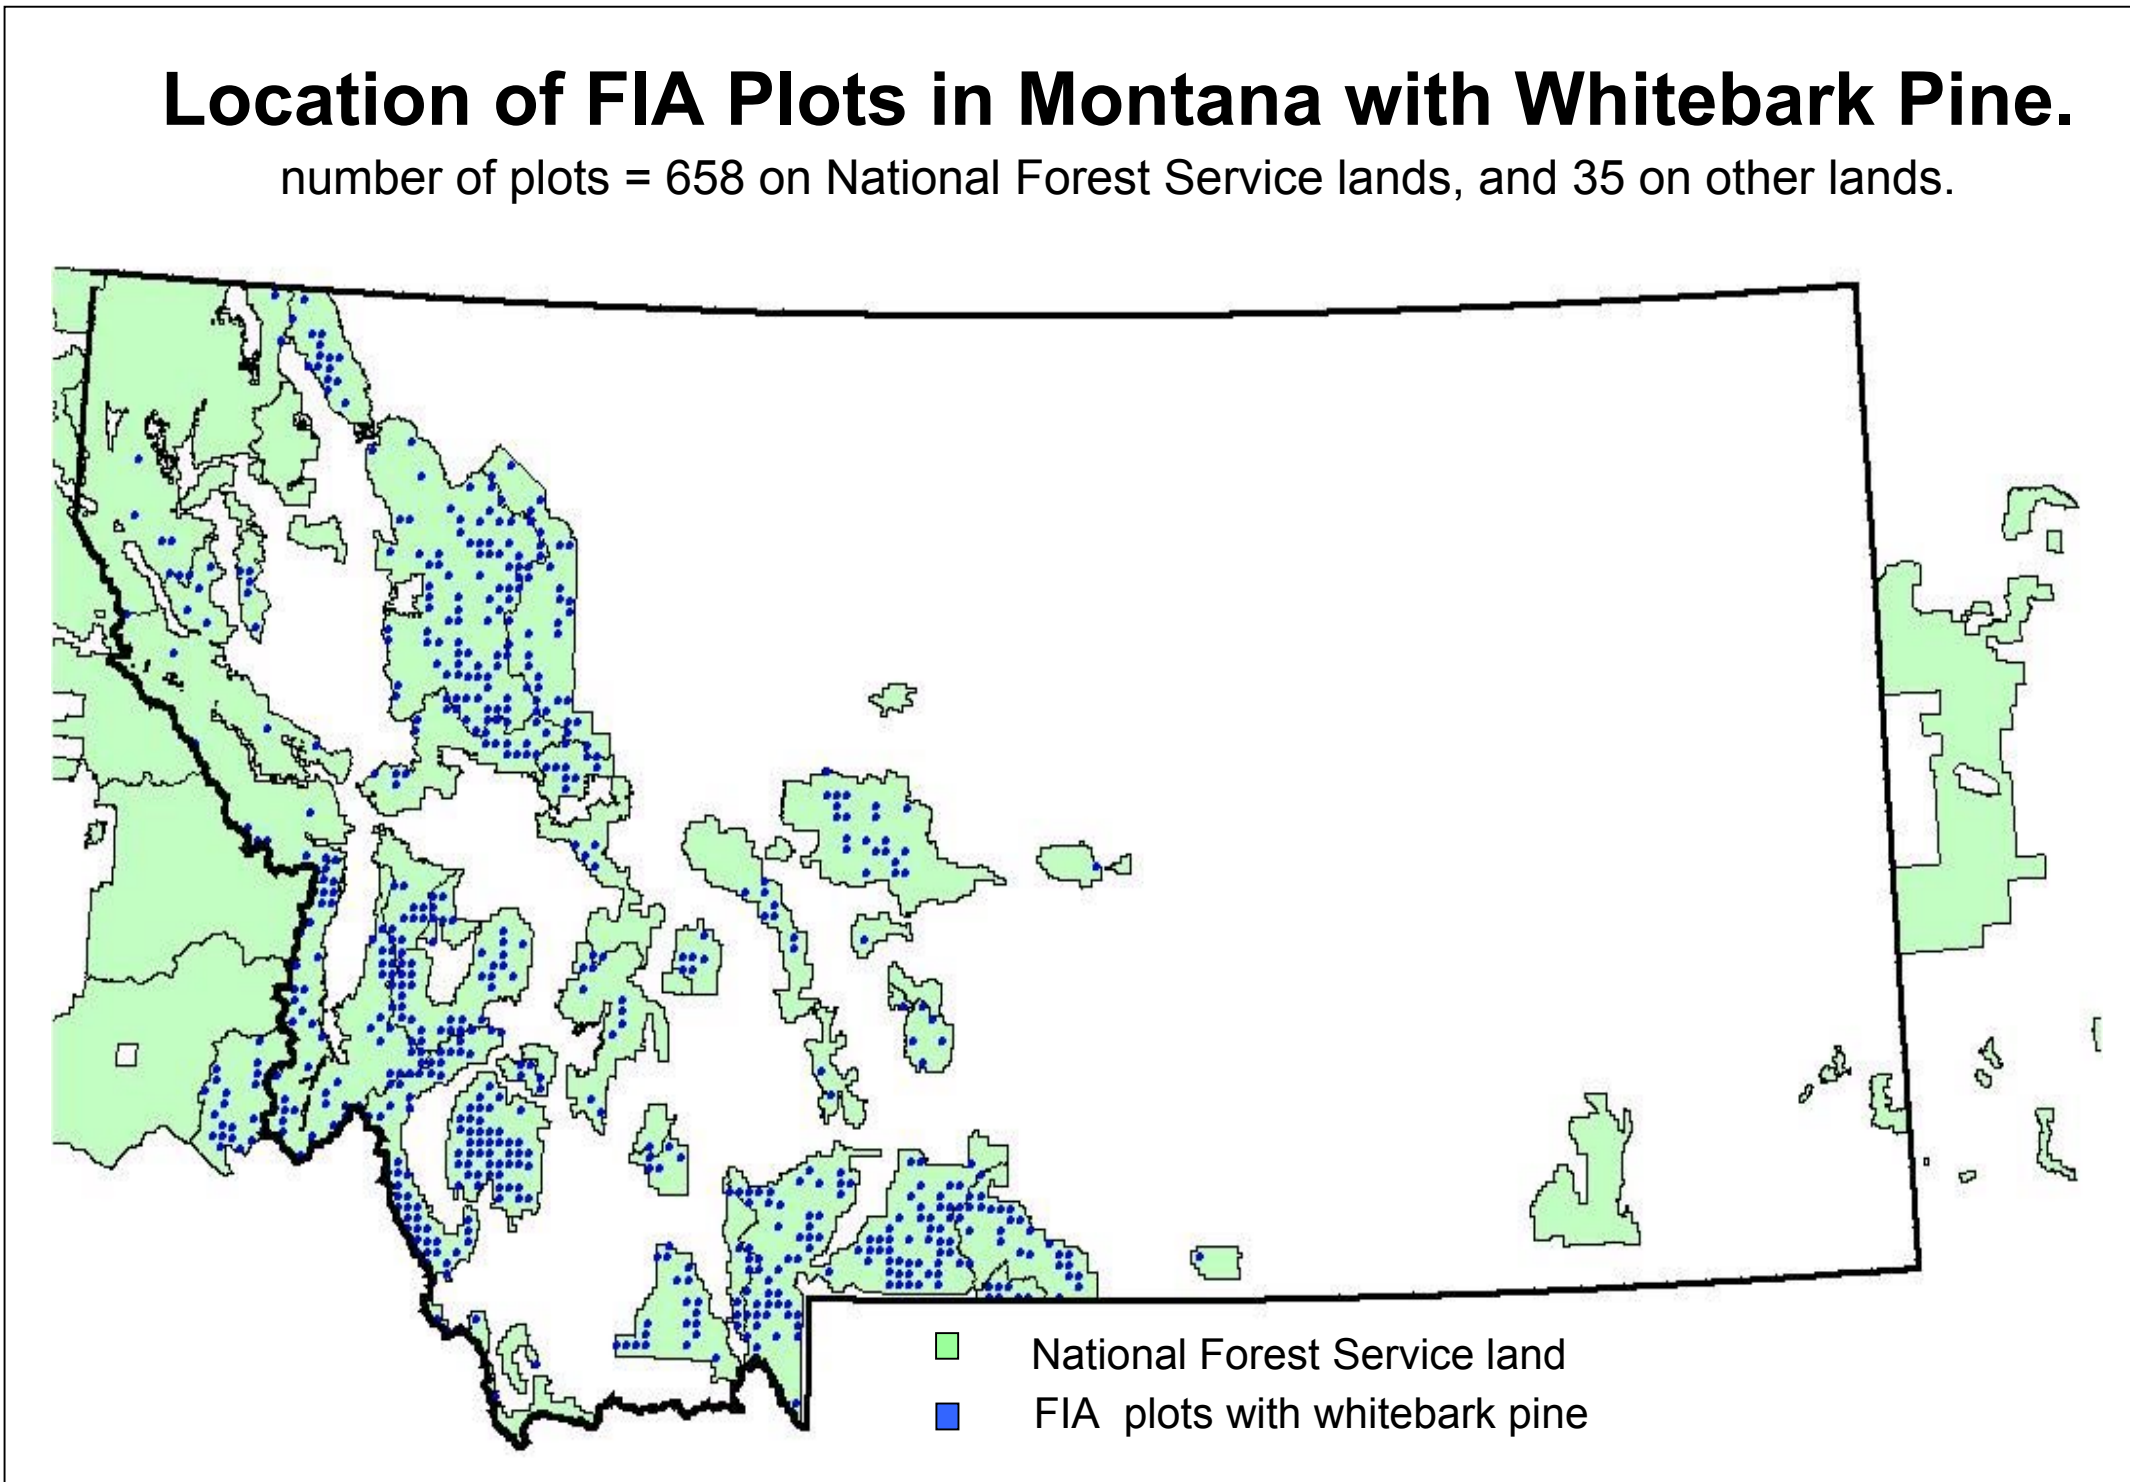 Location of FIA Plots in Montana with Whitebark Pine.
number of plots = 658 on National Forest Service lands, and 35 on other lands.
National Forest Service land
FIA plots with whitebark pine